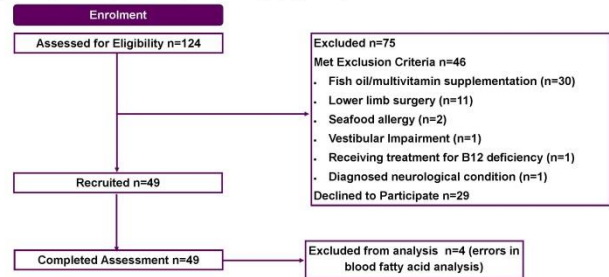 Enrolment
Assessed for Eligibility n=124
Excluded n=75
Met Exclusion Criteria n=46
• Fish oil/multivitamin supplementation (n=30)
• Lower limb surgery (n=11)
• Seafood allergy (n=2)
• Vestibular Impairment (n=1)
• Receiving treatment for B12 deficiency (n=1)
• Diagnosed neurological condition (n=1)
Declined to Participate n=29
Recruited n=49
Completed Assessment n=49
Excluded from analysis n=4 (errors in
blood fatty acid analysis)